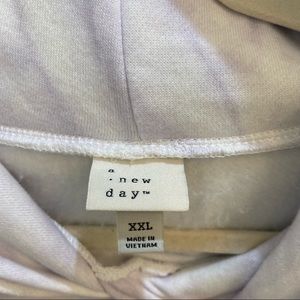 a
· new
day™
XXL
MADE IN
VIETNAM